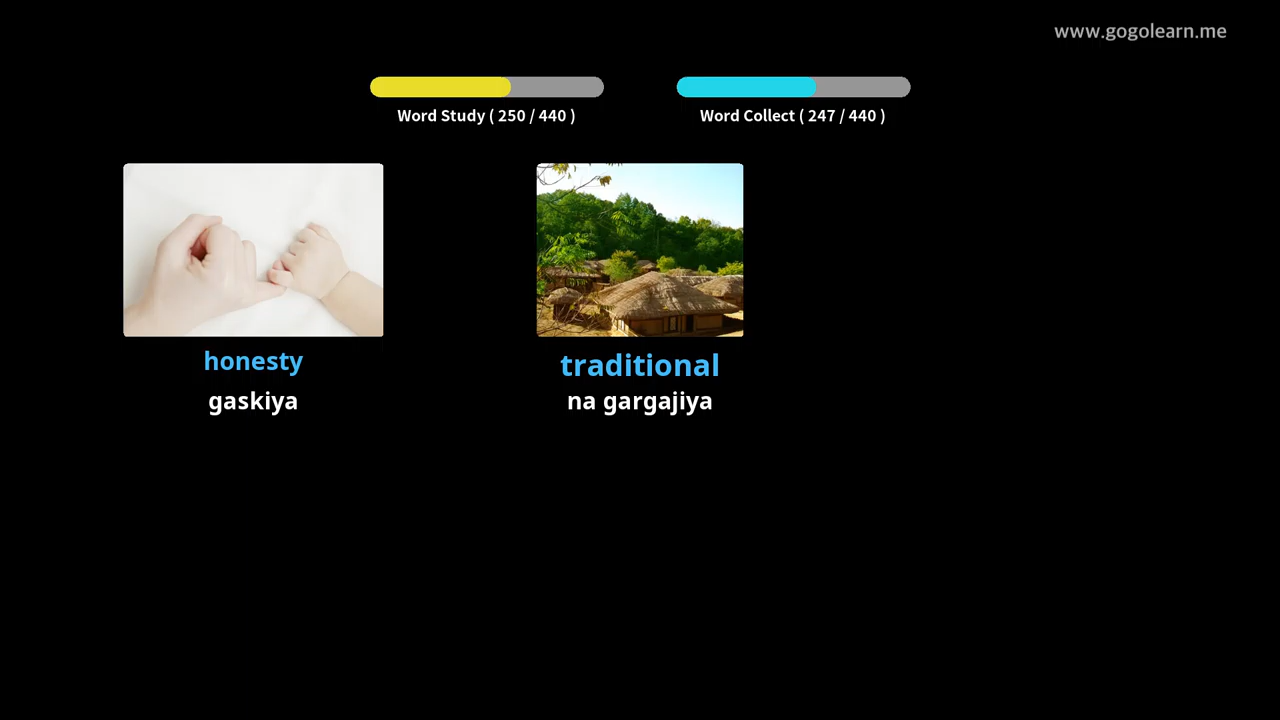 www.gogolearn.me
Word Study ( 250 / 440 )
Word Collect ( 247 / 440 )
honesty
gaskiya
traditional
na gargajiya